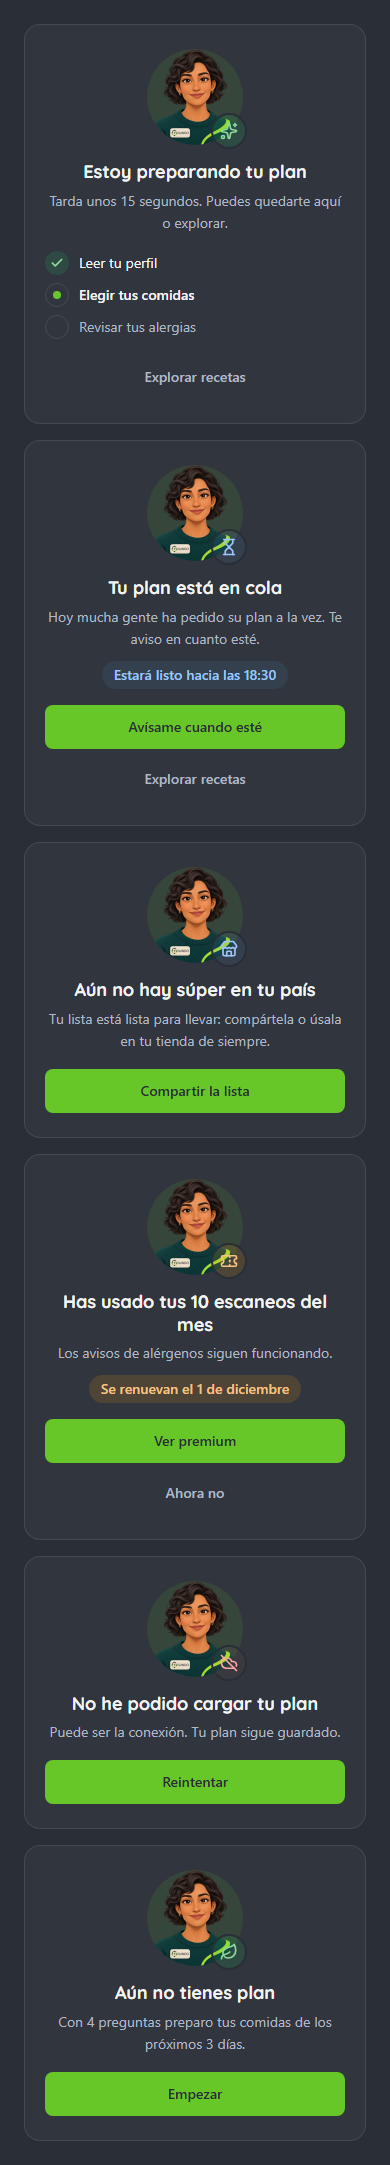 Estoy preparando tu plan
Tarda unos 15 segundos. Puedes quedarte aquí
o explorar.
Leer tu perfil
Elegir tus comidas
Revisar tus alergias
Explorar recetas
Tu plan está en cola
Hoy mucha gente ha pedido su plan a la vez. Te
aviso en cuanto esté.
Estará listo hacia las 18:30
Avísame cuando esté
Explorar recetas
Aún no hay súper en tu país
Tu lista está lista para llevar: compártela o úsala
en tu tienda de siempre.
Compartir la lista
Has usado tus 10 escaneos del
mes
Los avisos de alérgenos siguen funcionando.
Se renuevan el 1 de diciembre
Ver premium
Ahora no
No he podido cargar tu plan
Puede ser la conexión. Tu plan sigue guardado.
Reintentar
Aún no tienes plan
Con 4 preguntas preparo tus comidas de los
próximos 3 días.
Empezar